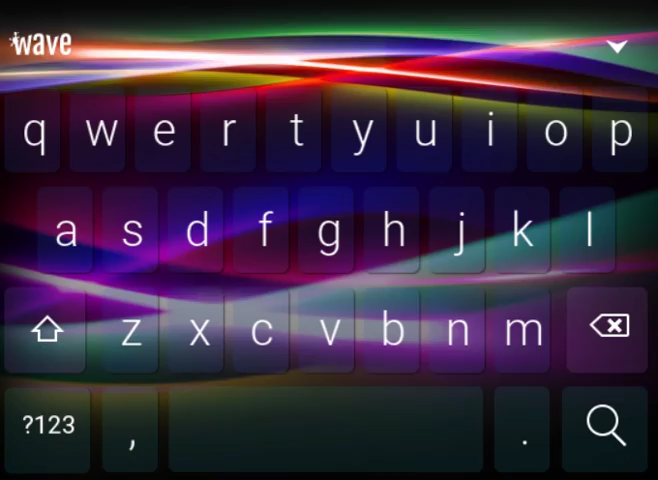 wave
q w e r t y u i o p
a s d f g h j k l
z x c v b n m
?123 , .